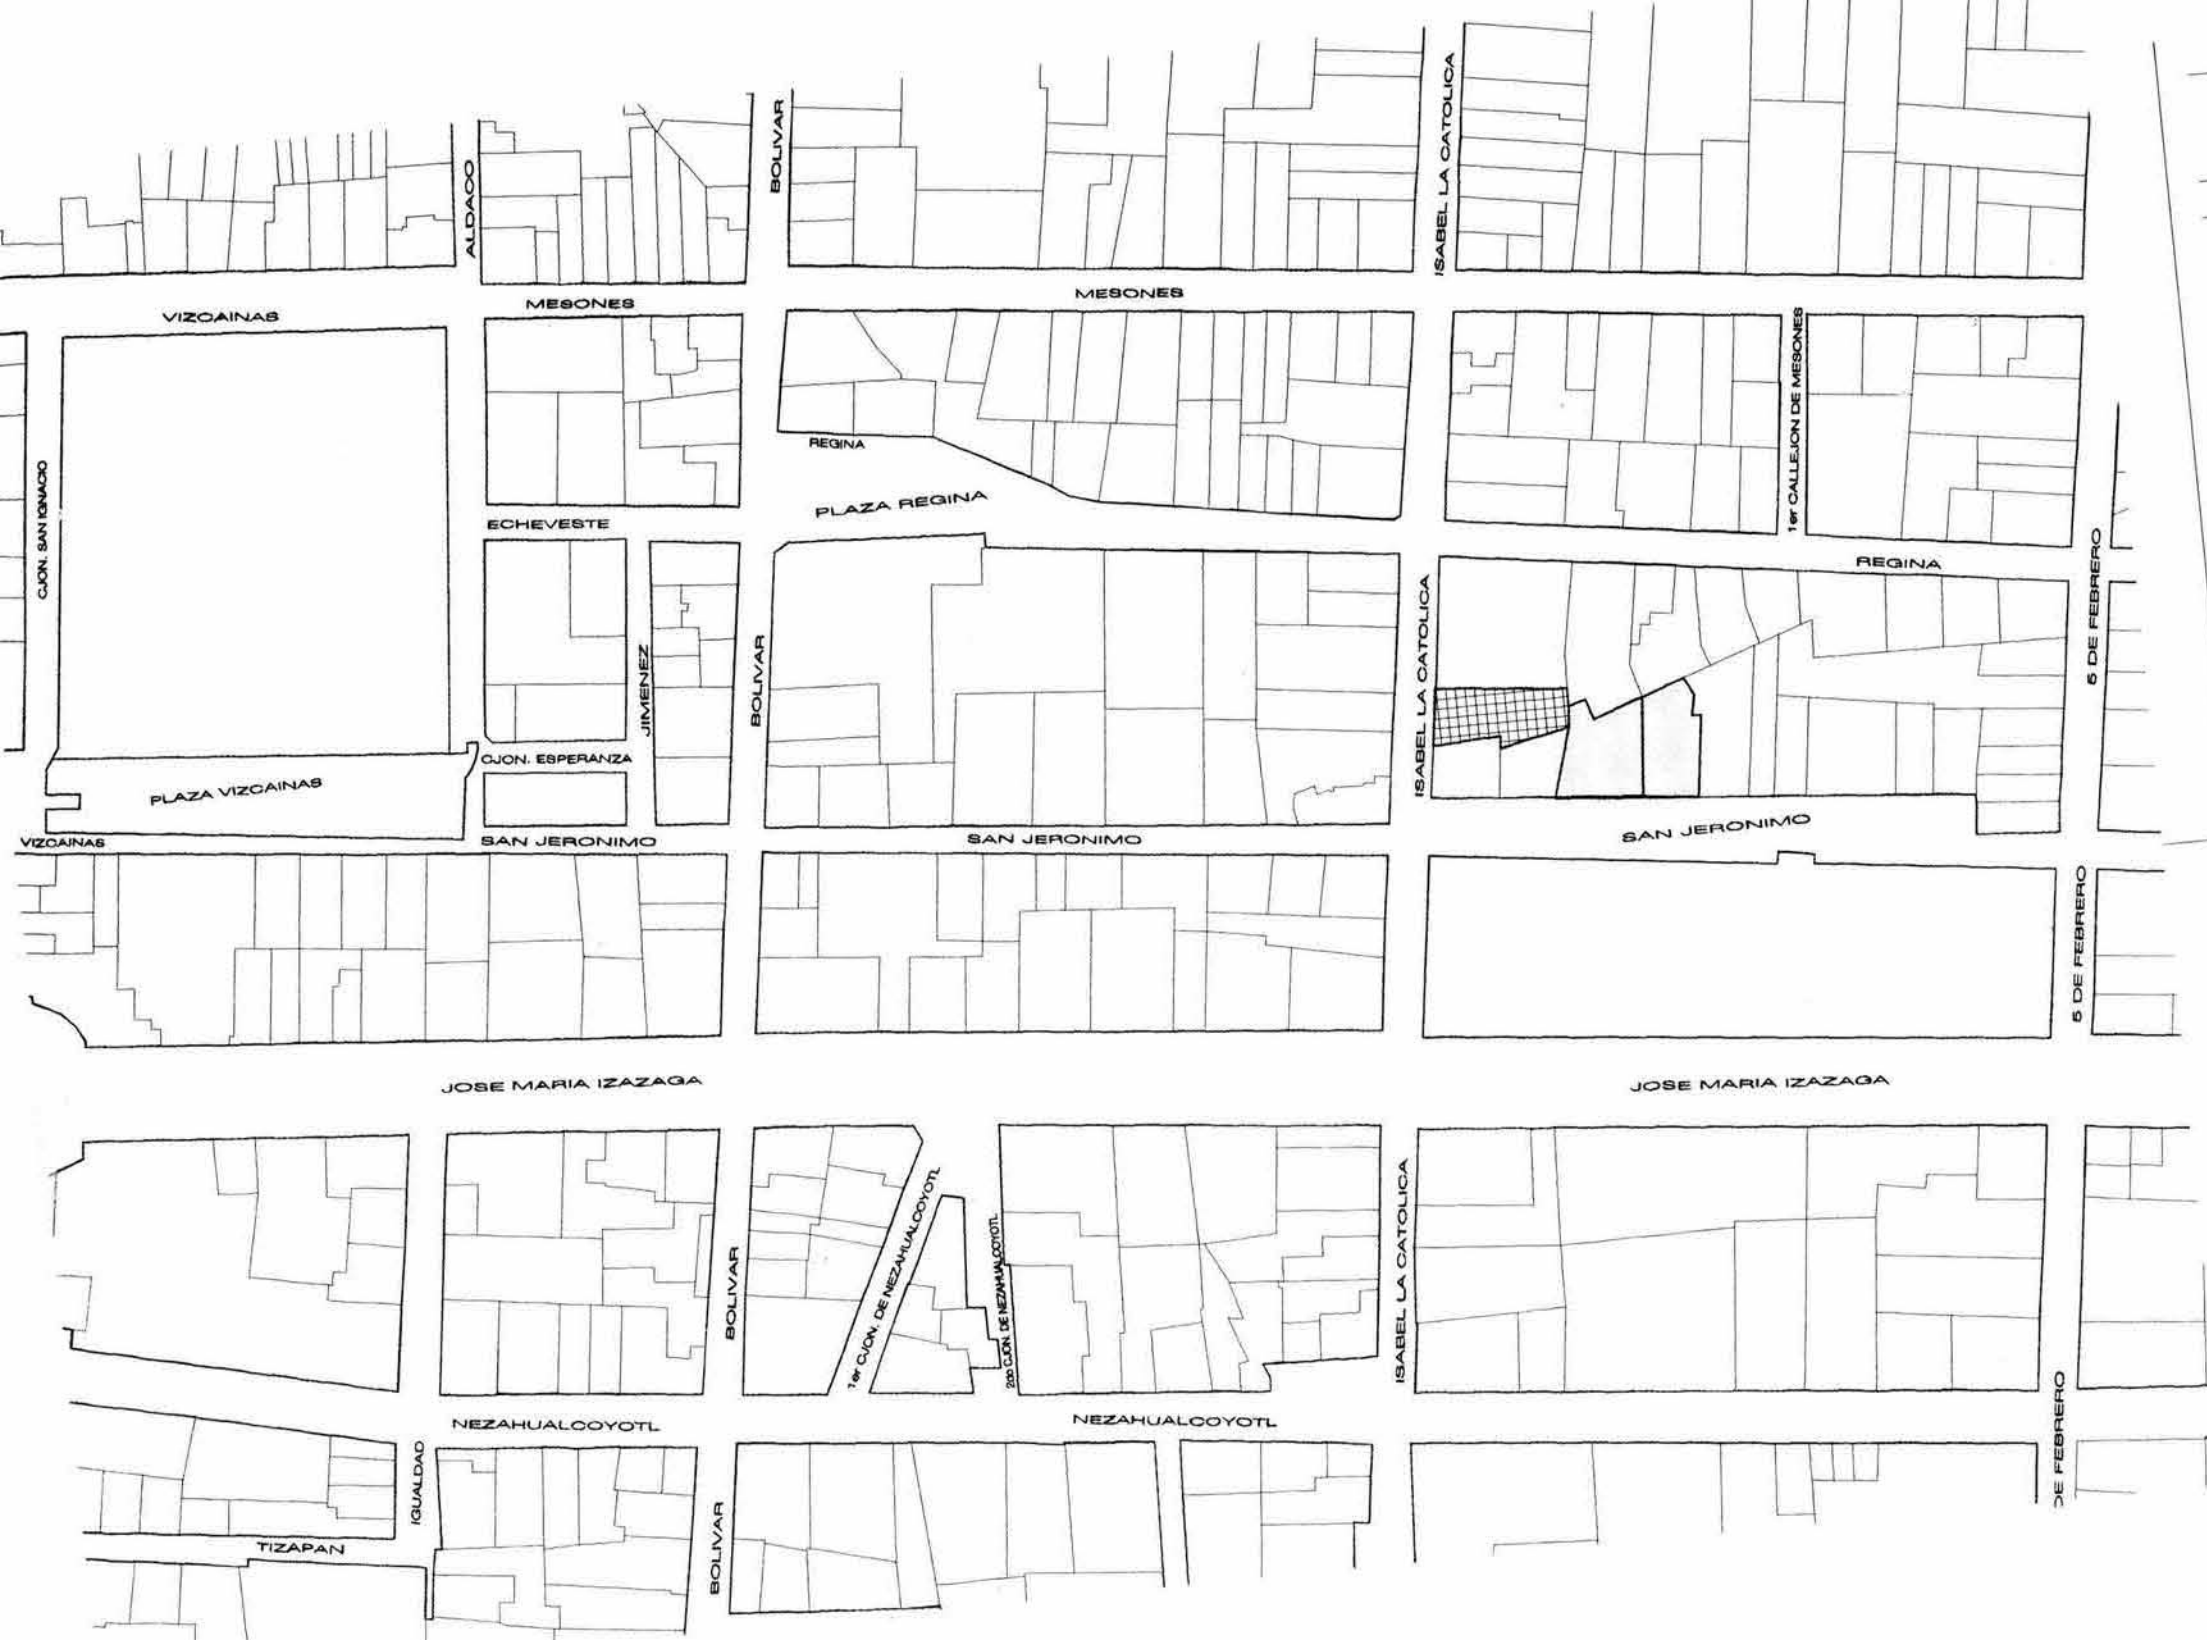 ISABEL LA CATOLICA
BOLIVAR
ALDACO
MESONES
MESONES
VIZCAINAS
1er CALLEJON DE MESONES
REGINA
CJON. SAN IGNACIO
PLAZA REGINA
ECHEVESTE
REGINA
5 DE FEBRERO
ISABEL LA CATOLICA
BOLIVAR
JIMENEZ
CJON. ESPERANZA
PLAZA VIZCAINAS
SAN JERONIMO
VIZCAINAS
SAN JERONIMO
SAN JERONIMO
5 DE FEBRERO
JOSE MARIA IZAZAGA
JOSE MARIA IZAZAGA
1er CJON. DE NEZAHUALCOYOTL
2do CJON. DE NEZAHUALCOYOTL
ISABEL LA CATOLICA
BOLIVAR
NEZAHUALCOYOTL
NEZAHUALCOYOTL
DE FEBRERO
IGUALDAD
BOLIVAR
TIZAPAN